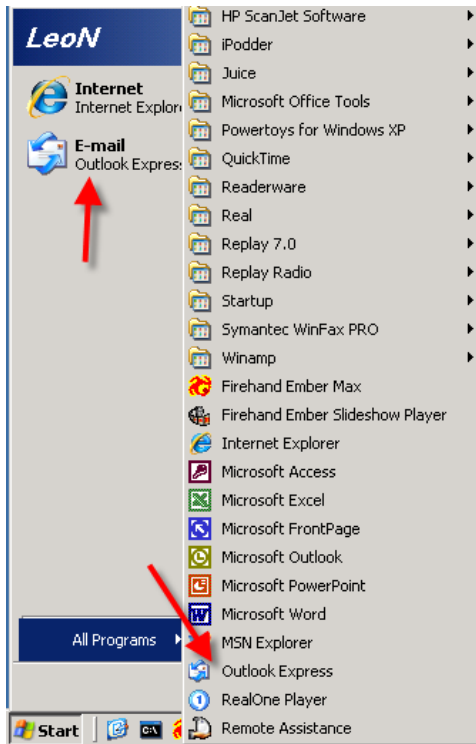 LeoN
Internet
Internet Explor
E-mail
Outlook Express
All Programs
Start
HP ScanJet Software
iPodder
Juice
Microsoft Office Tools
Powertoys for Windows XP
QuickTime
Readerware
Real
Replay 7.0
Replay Radio
Startup
Symantec WinFax PRO
Winamp
Firehand Ember Max
Firehand Ember Slideshow Player
Internet Explorer
Microsoft Access
Microsoft Excel
Microsoft FrontPage
Microsoft Outlook
Microsoft PowerPoint
Microsoft Word
MSN Explorer
Outlook Express
RealOne Player
Remote Assistance